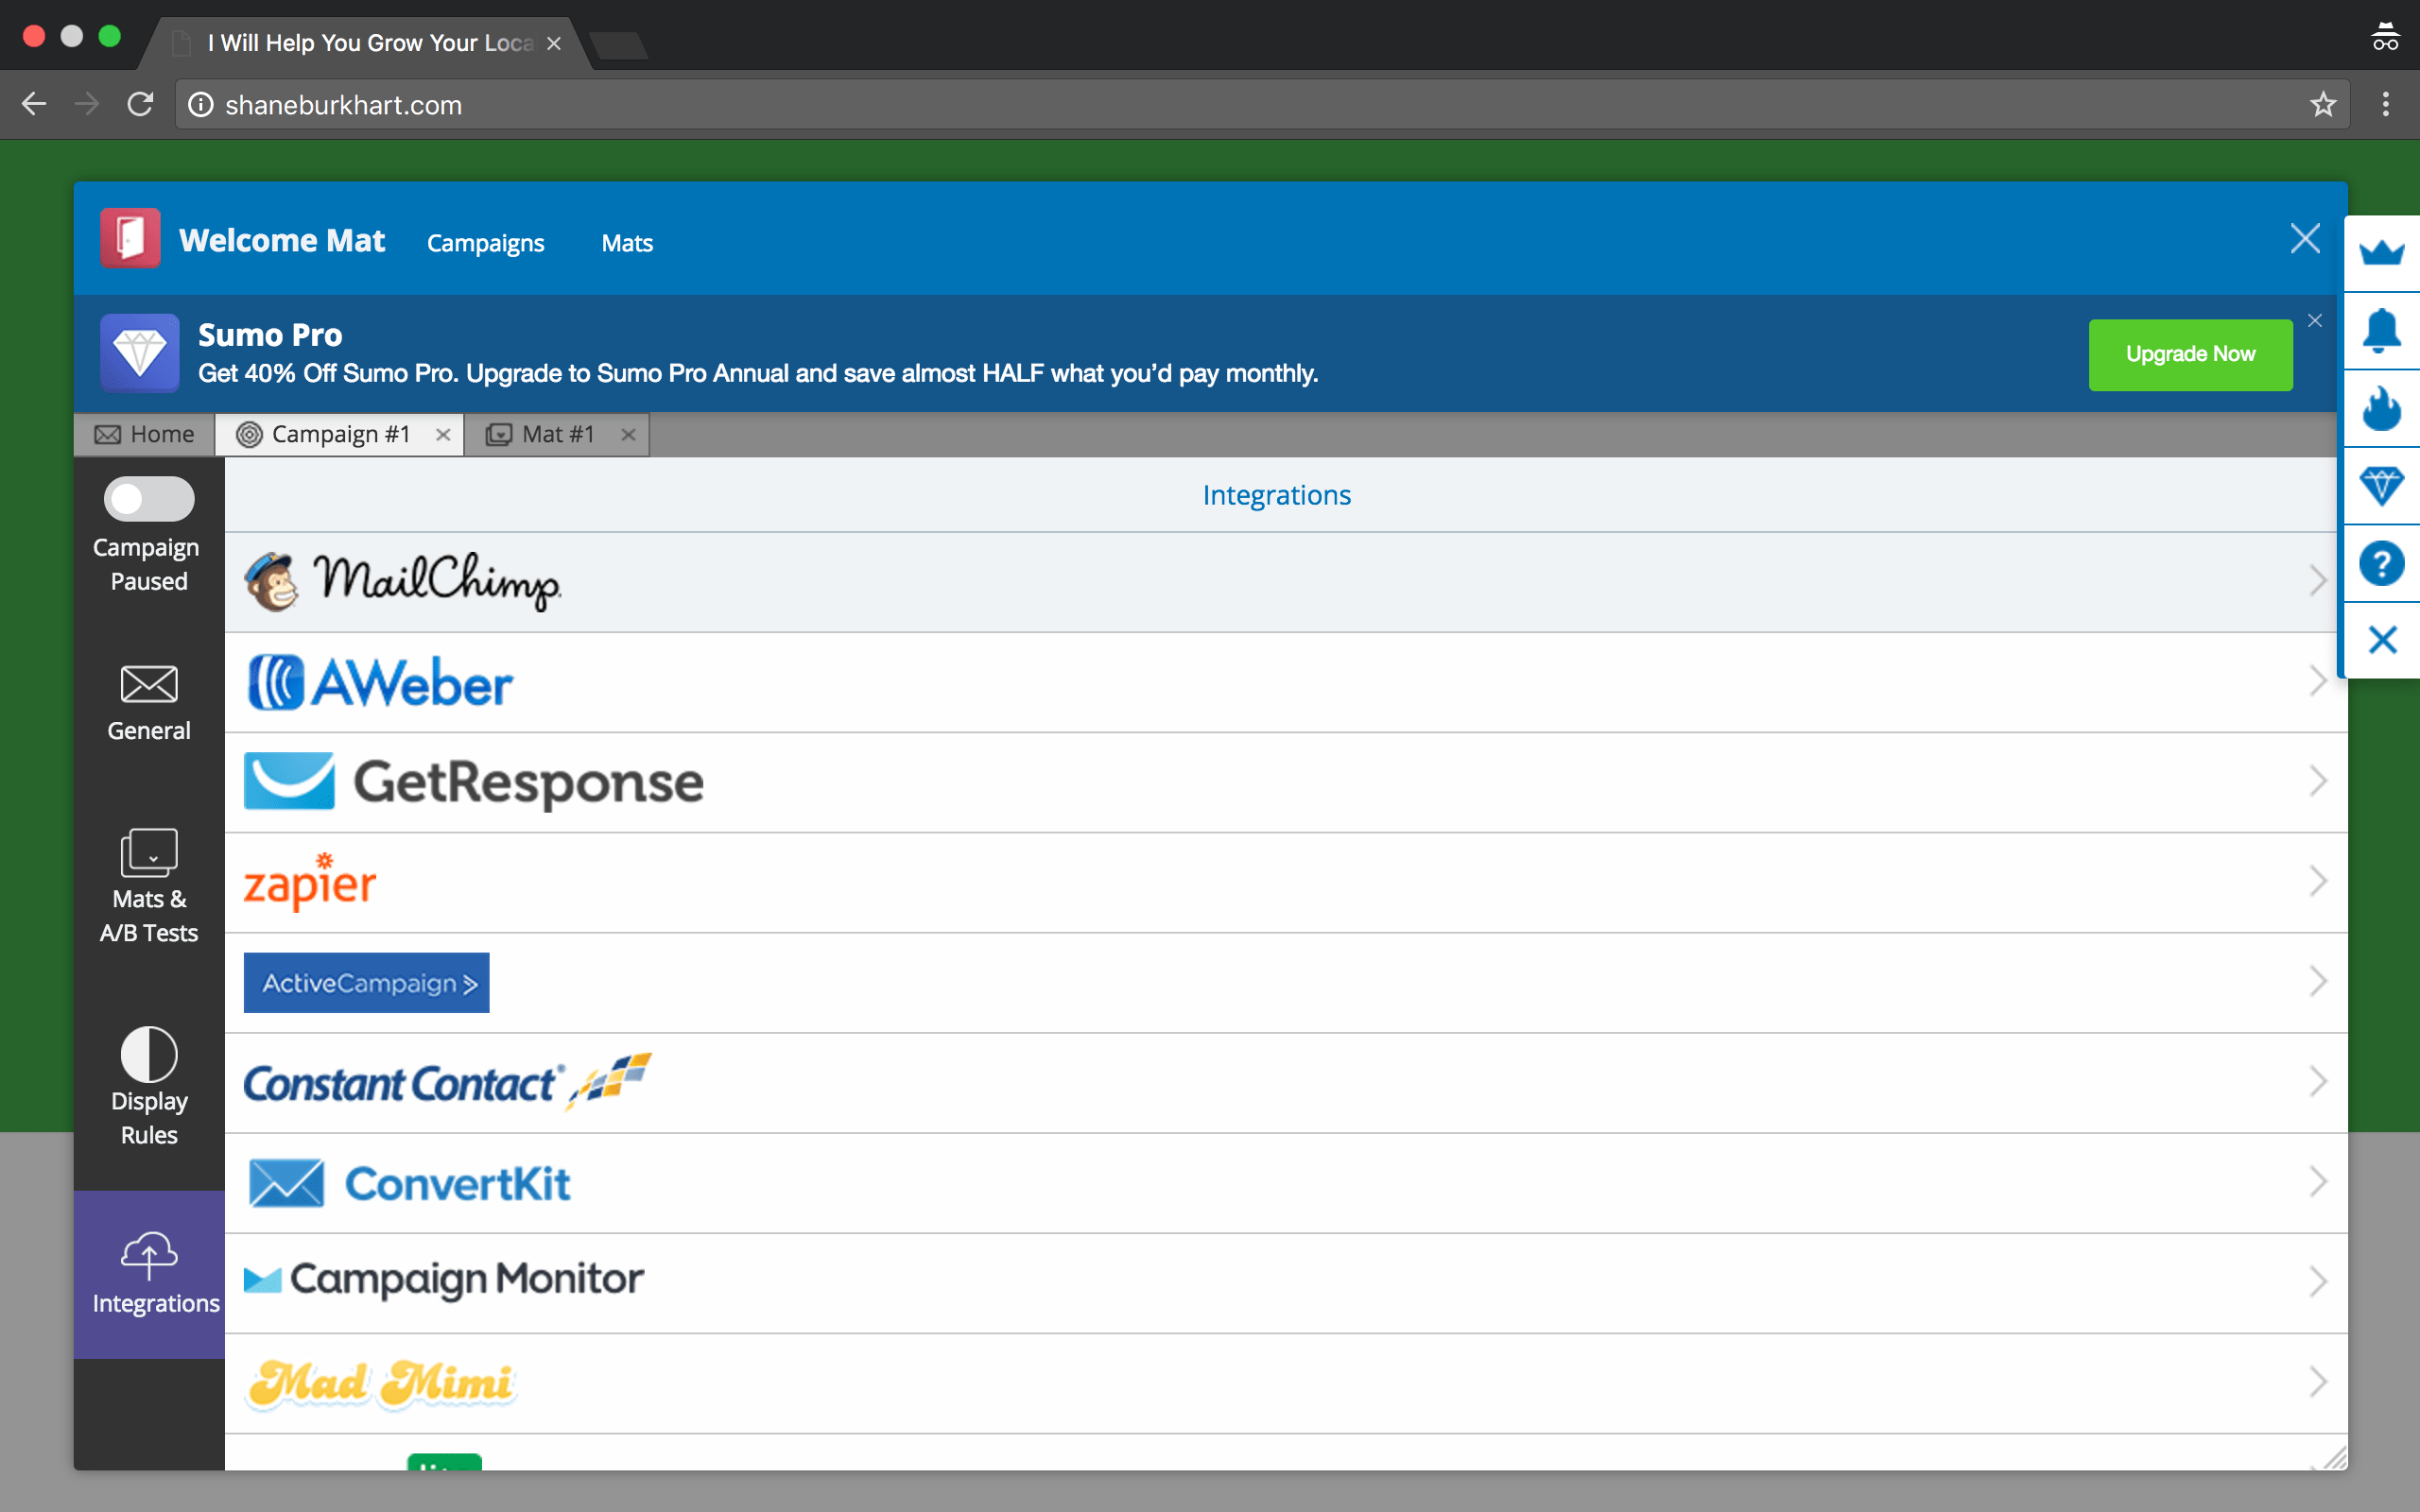 I Will Help You Grow Your Loca
shaneburkhart.com
Welcome Mat Campaigns Mats
Sumo Pro
Get 40% Off Sumo Pro. Upgrade to Sumo Pro Annual and save almost HALF what you’d pay monthly.
Upgrade Now
Home Campaign #1 Mat #1
Campaign
Paused
General
Mats &
A/B Tests
Display
Rules
Integrations
Integrations
MailChimp
AWeber
GetResponse
zapier
ActiveCampaign >
Constant Contact®
ConvertKit
Campaign Monitor
Mad Mimi